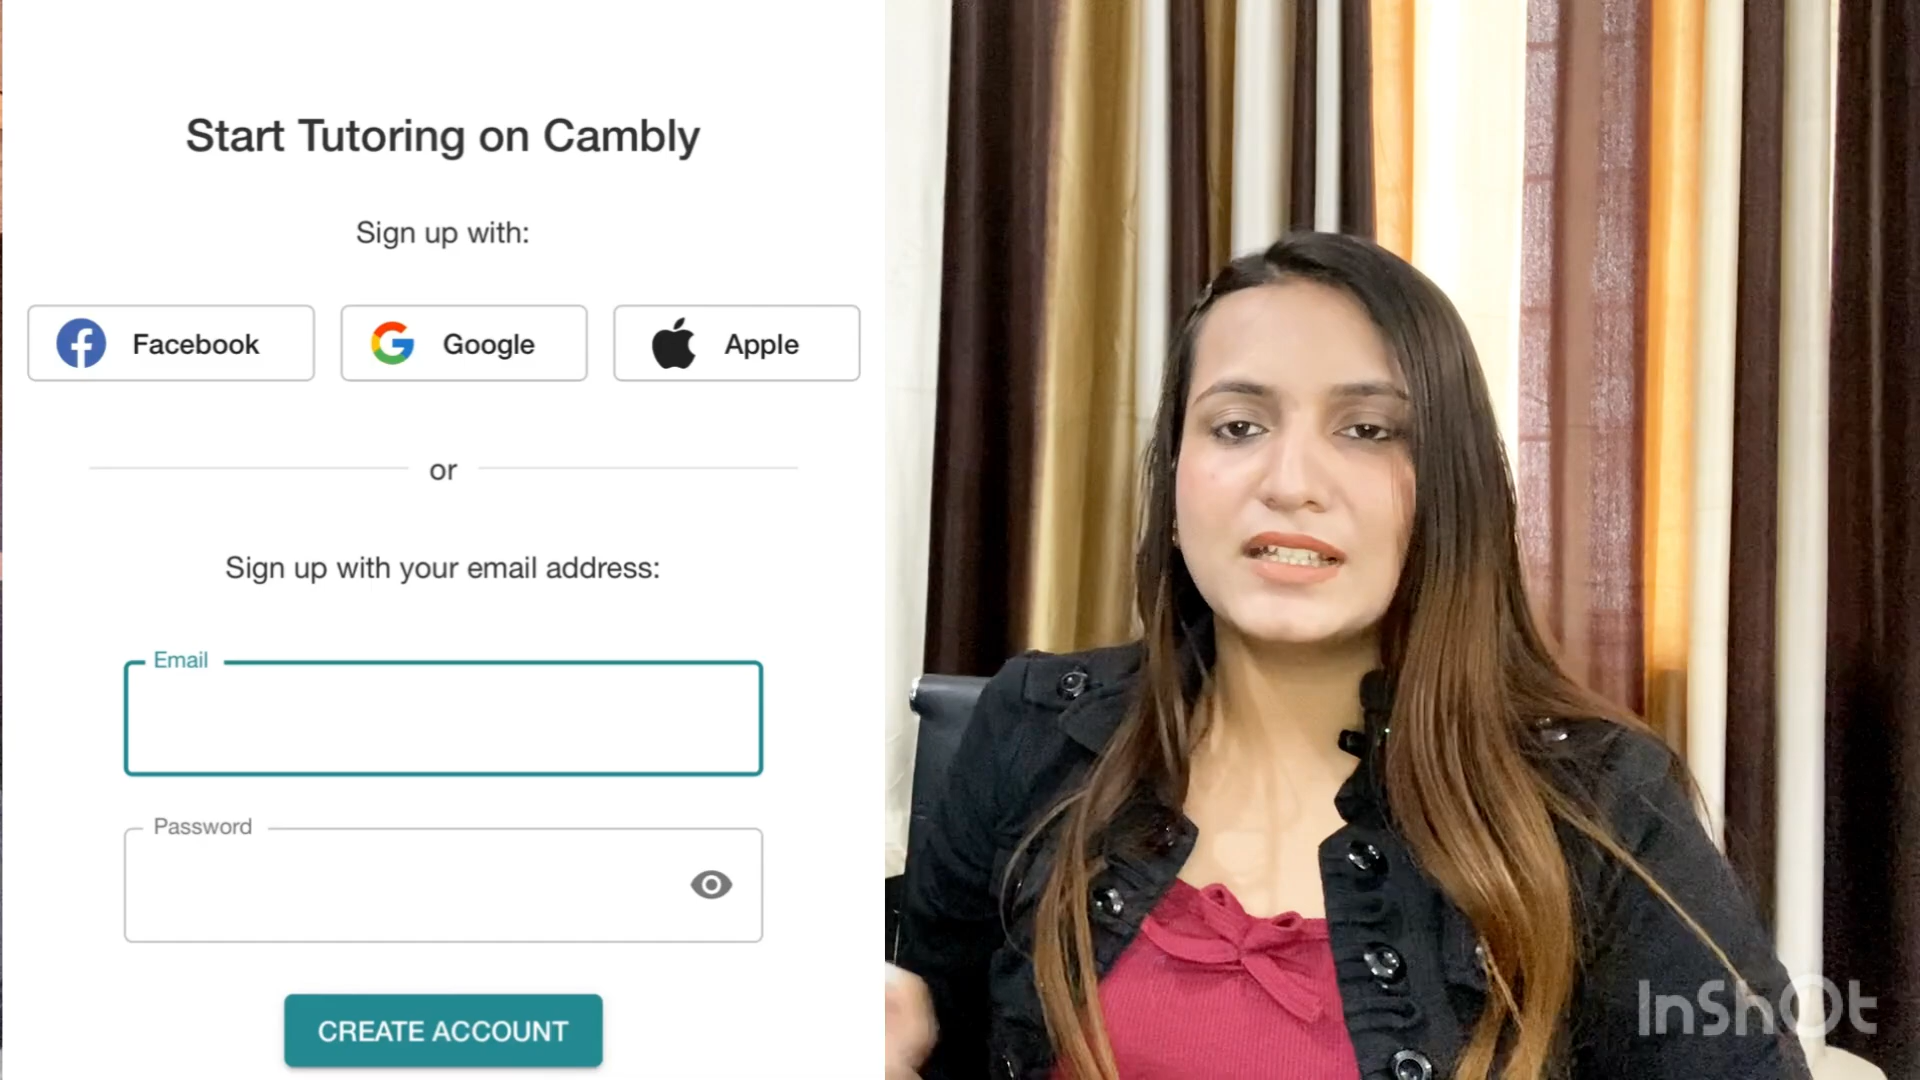 Start Tutoring on Cambly
Sign up with:
Facebook Google Apple
or
Sign up with your email address:
Email
Password
CREATE ACCOUNT
InShOt